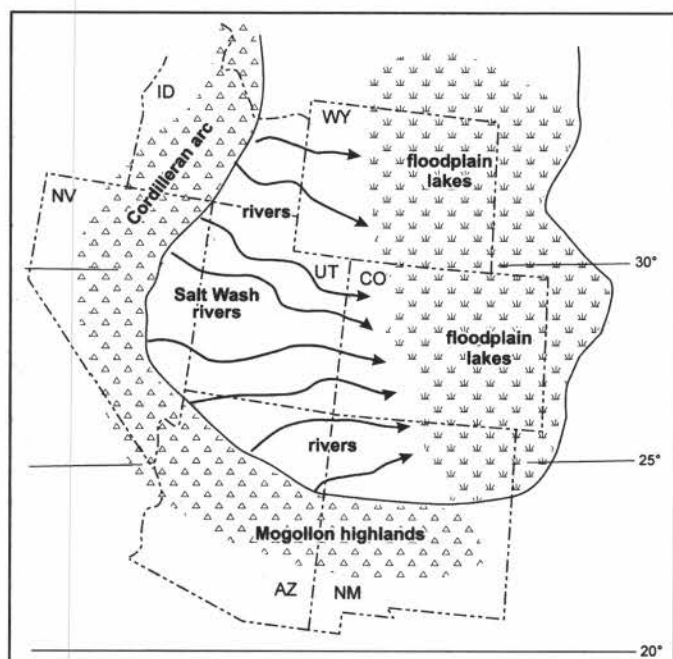 ID
WY
Cordilleran arc
floodplain
lakes
NV
rivers
30°
UT
CO
Salt Wash
rivers
floodplain
lakes
rivers
25°
Mogollon highlands
AZ
NM
20°